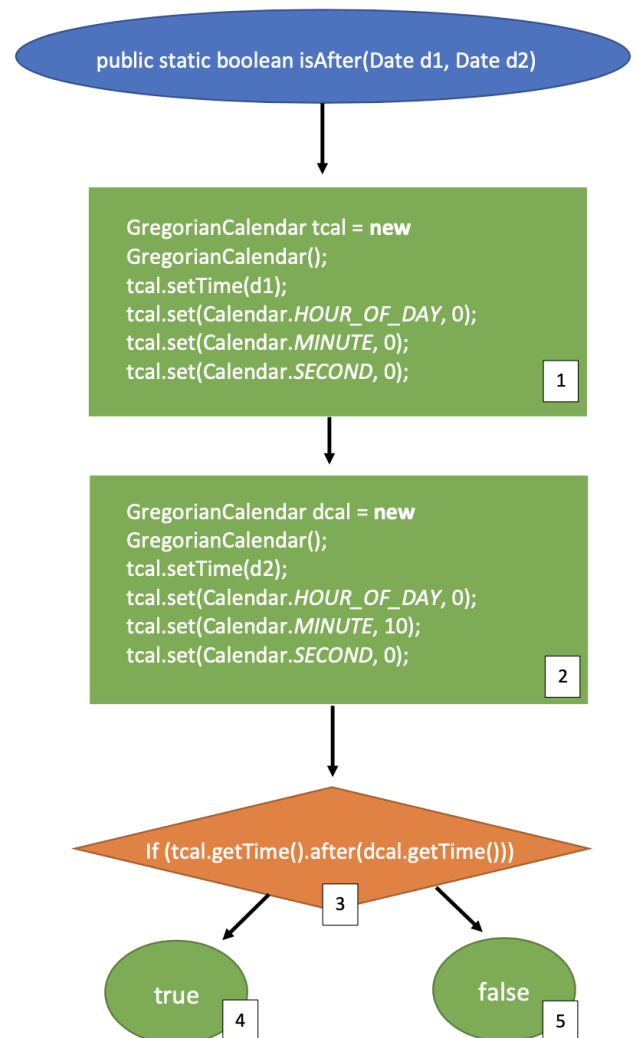 public static boolean isAfter(Date d1, Date d2)
GregorianCalendar tcal = new
GregorianCalendar();
tcal.setTime(d1);
tcal.set(Calendar.HOUR_OF_DAY, 0);
tcal.set(Calendar.MINUTE, 0);
tcal.set(Calendar.SECOND, 0);
1
GregorianCalendar dcal = new
GregorianCalendar();
tcal.setTime(d2);
tcal.set(Calendar.HOUR_OF_DAY, 0);
tcal.set(Calendar.MINUTE, 10);
tcal.set(Calendar.SECOND, 0);
2
If (tcal.getTime().after(dcal.getTime()))
3
true
4
false
5